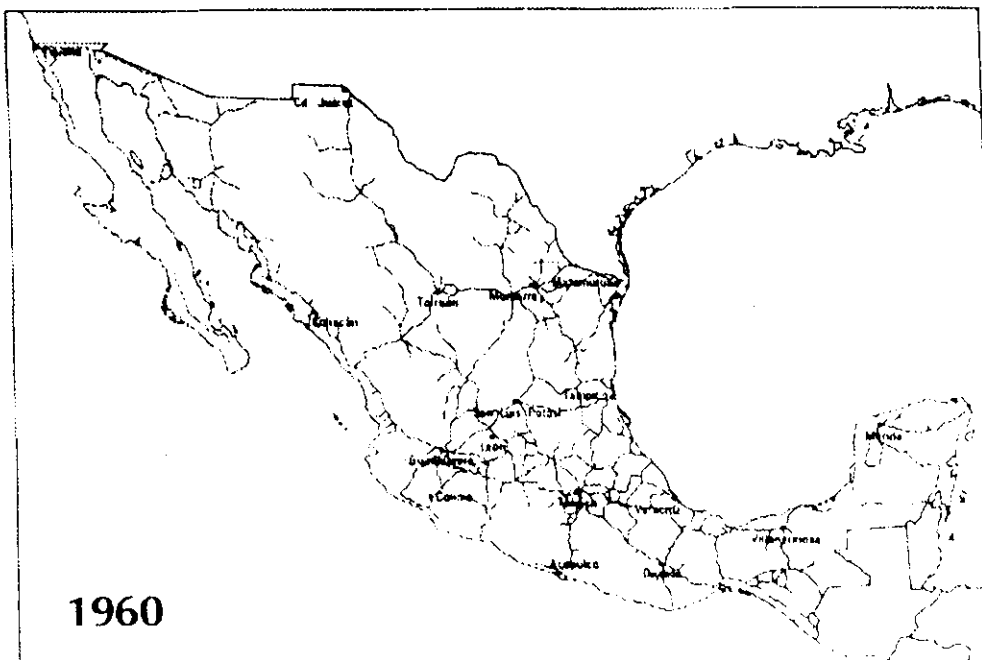 Tijuana
Cd Juárez
Matamoros
Torreón
Monterrey
Culiacán
Tampico
San Luis Potosí
León
Mérida
Guadalajara
Colima
México
Veracruz
Villahermosa
Acapulco
Oaxaca
1960